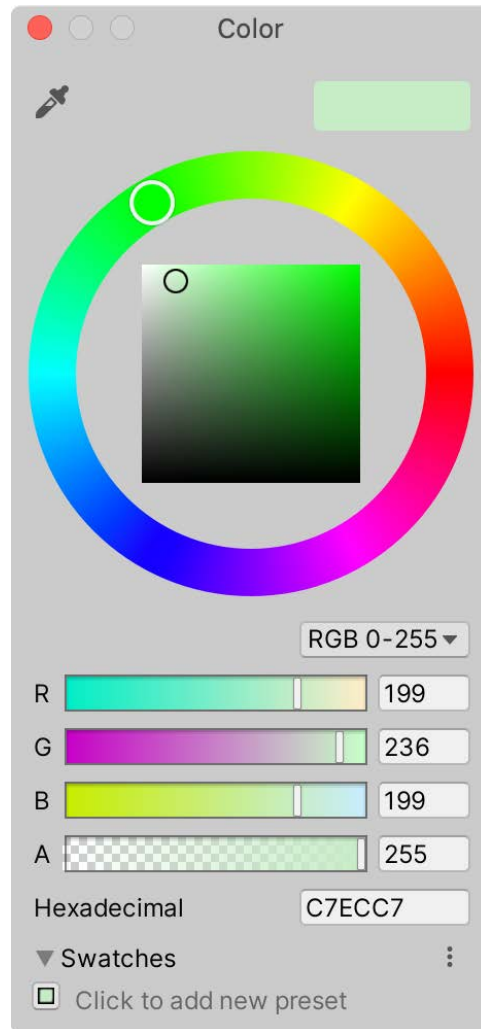 Color
RGB 0-255
R 199
G 236
B 199
A 255
Hexadecimal C7ECC7
Swatches
Click to add new preset